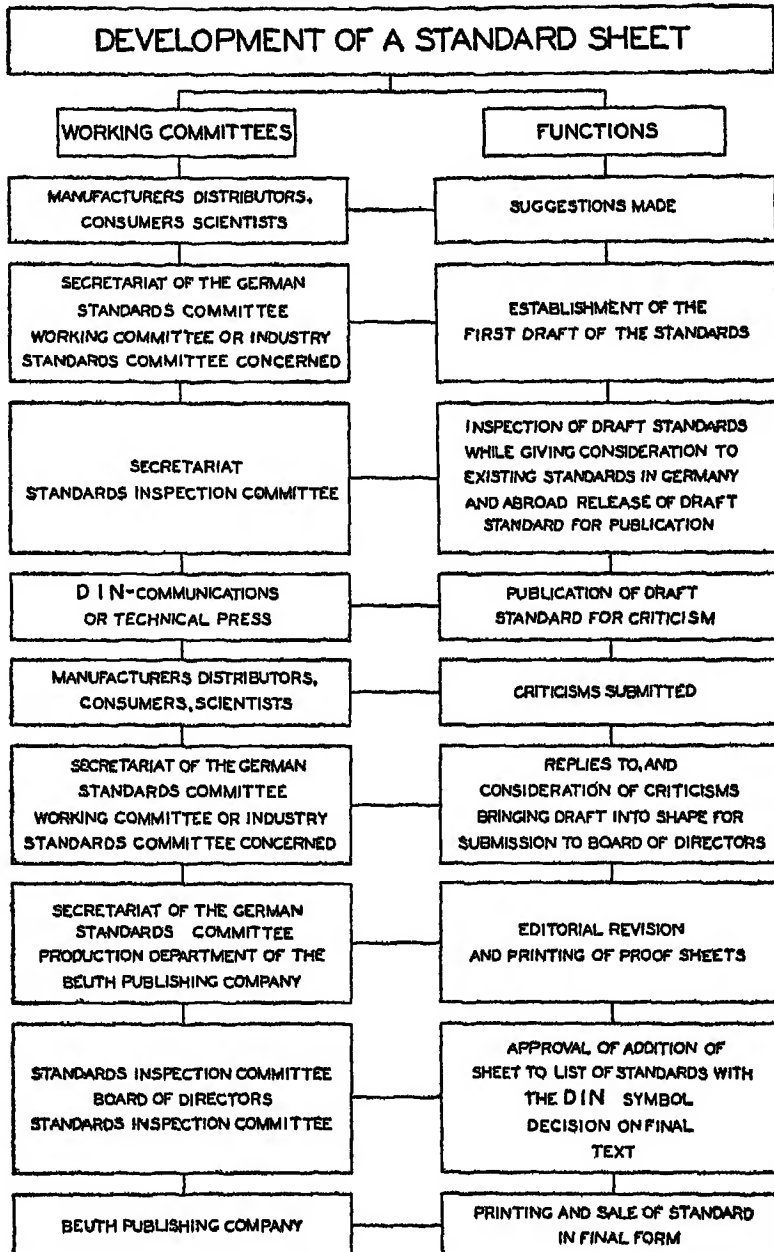 DEVELOPMENT OF A STANDARD SHEET
WORKING COMMITTEES
FUNCTIONS
MANUFACTURERS DISTRIBUTORS,
CONSUMERS SCIENTISTS
SUGGESTIONS MADE
SECRETARIAT OF THE GERMAN
STANDARDS COMMITTEE
WORKING COMMITTEE OR INDUSTRY
STANDARDS COMMITTEE CONCERNED
ESTABLISHMENT OF THE
FIRST DRAFT OF THE STANDARDS
SECRETARIAT
STANDARDS INSPECTION COMMITTEE
INSPECTION OF DRAFT STANDARDS
WHILE GIVING CONSIDERATION TO
EXISTING STANDARDS IN GERMANY
AND ABROAD RELEASE OF DRAFT
STANDARD FOR PUBLICATION
DIN-COMMUNICATIONS
OR TECHNICAL PRESS
PUBLICATION OF DRAFT
STANDARD FOR CRITICISM
MANUFACTURERS DISTRIBUTORS,
CONSUMERS, SCIENTISTS
CRITICISMS SUBMITTED
SECRETARIAT OF THE GERMAN
STANDARDS COMMITTEE
WORKING COMMITTEE OR INDUSTRY
STANDARDS COMMITTEE CONCERNED
REPLIES TO, AND
CONSIDERATION OF CRITICISMS
BRINGING DRAFT INTO SHAPE FOR
SUBMISSION TO BOARD OF DIRECTORS
SECRETARIAT OF THE GERMAN
STANDARDS COMMITTEE
PRODUCTION DEPARTMENT OF THE
BEUTH PUBLISHING COMPANY
EDITORIAL REVISION
AND PRINTING OF PROOF SHEETS
STANDARDS INSPECTION COMMITTEE
BOARD OF DIRECTORS
STANDARDS INSPECTION COMMITTEE
APPROVAL OF ADDITION OF
SHEET TO LIST OF STANDARDS WITH
THE DIN SYMBOL
DECISION ON FINAL
TEXT
BEUTH PUBLISHING COMPANY
PRINTING AND SALE OF STANDARD
IN FINAL FORM